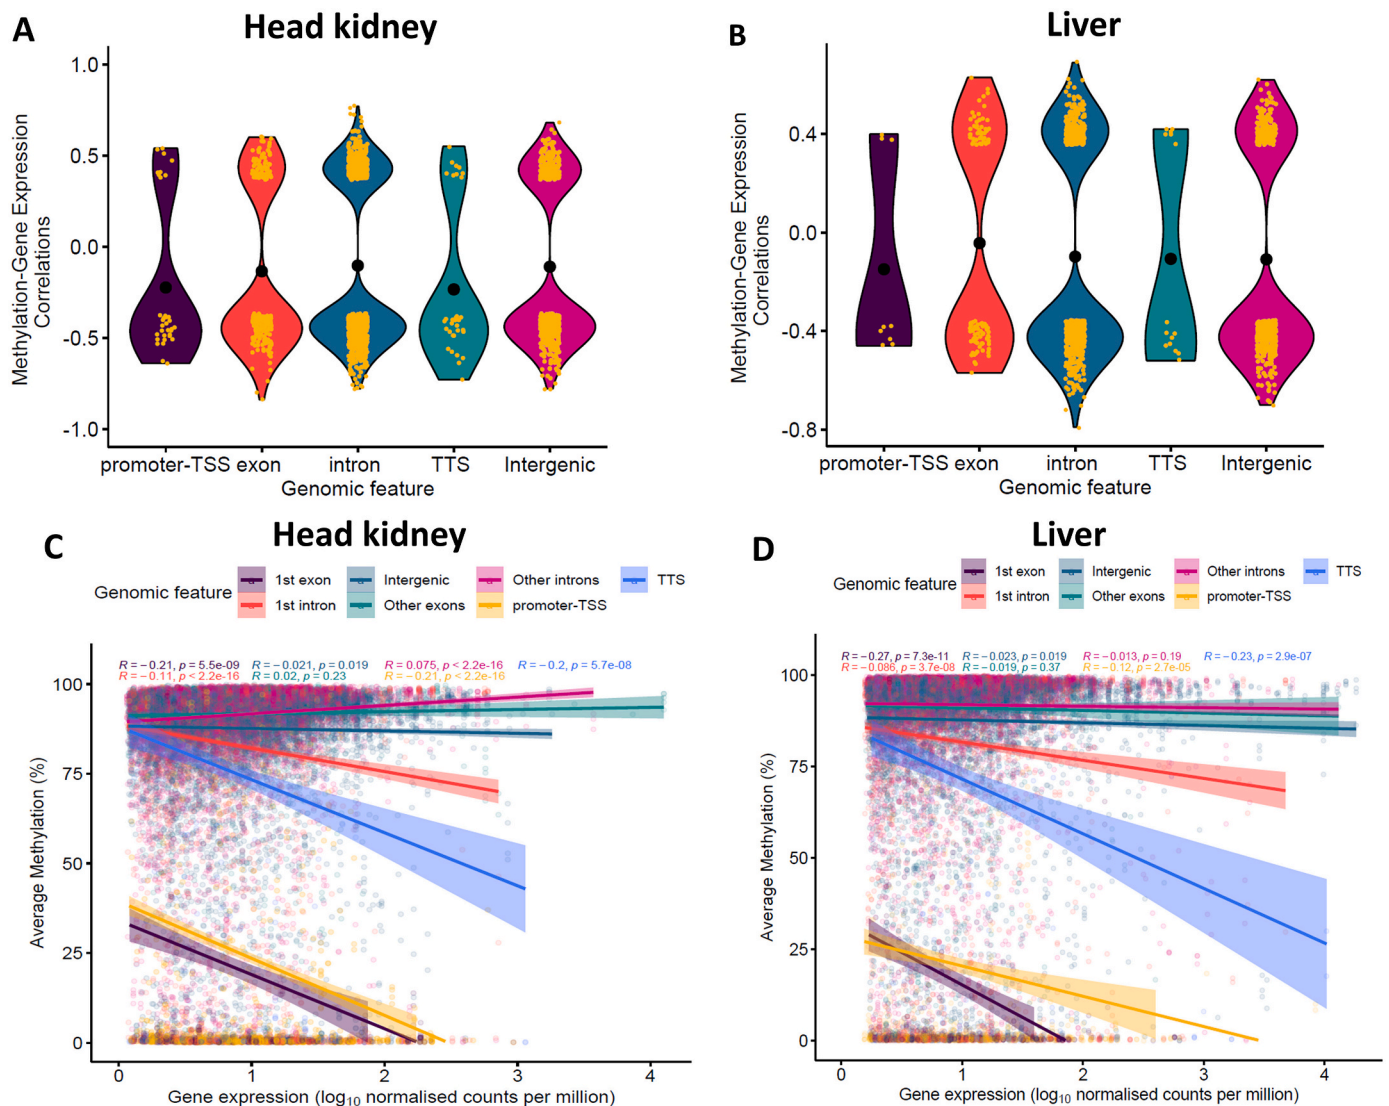 A
Head kidney
1.0
0.5
0.0
-0.5
-1.0
Methylation-Gene Expression
Correlations
promoter-TSS exon intron TTS Intergenic
Genomic feature
B
Liver
0.4
0.0
-0.4
-0.8
Methylation-Gene Expression
Correlations
promoter-TSS exon intron TTS Intergenic
Genomic feature
C
Head kidney
Genomic feature
1st exon Intergenic Other introns TTS
1st intron Other exons promoter-TSS
R = −0.21, p = 5.5e-09 R = −0.021, p = 0.019 R = 0.075, p < 2.2e-16 R = −0.2, p = 5.7e-08
R = −0.11, p < 2.2e-16 R = 0.02, p = 0.23 R = −0.21, p < 2.2e-16
100
75
50
25
0
Average Methylation (%)
0 1 2 3 4
Gene expression (log10 normalised counts per million)
D
Liver
Genomic feature
1st exon Intergenic Other introns TTS
1st intron Other exons promoter-TSS
R = −0.27, p = 7.3e-11 R = −0.023, p = 0.019 R = −0.013, p = 0.19 R = −0.23, p = 2.9e-07
R = −0.086, p = 3.7e-08 R = −0.019, p = 0.37 R = −0.12, p = 2.7e-05
100
75
50
25
0
Average Methylation (%)
0 1 2 3 4
Gene expression (log10 normalised counts per million)